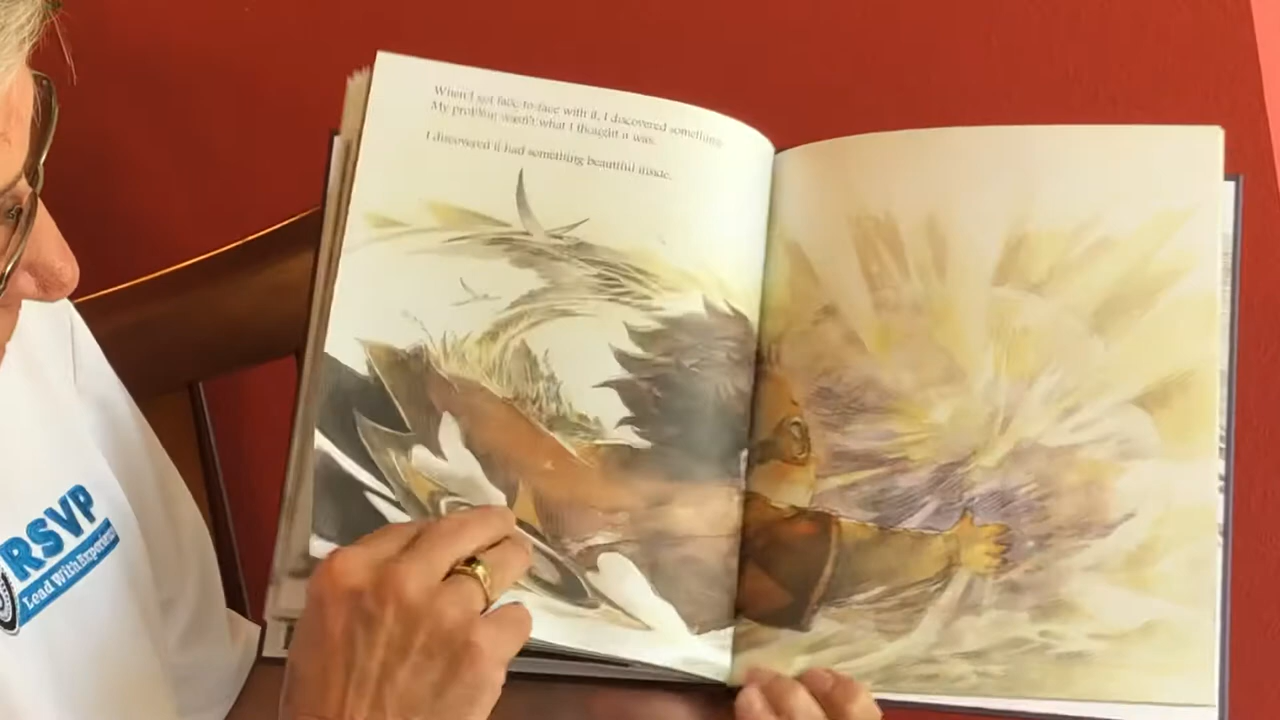 When I got face-to-face with it, I discovered something.
My problem wasn't what I thought it was.
I discovered it had something beautiful inside.
RSVP
Lead With Experience